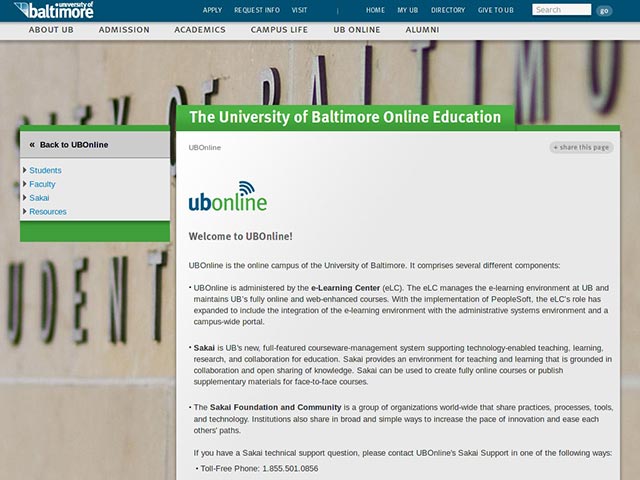 university of
baltimore
APPLY REQUEST INFO VISIT | HOME MY UB DIRECTORY GIVE TO UB Search go
ABOUT UB ADMISSION ACADEMICS CAMPUS LIFE UB ONLINE ALUMNI
TY OF BALTIMO
UDENT
The University of Baltimore Online Education
« Back to UBOnline
Students
Faculty
Sakai
Resources
UBOnline
+ share this page
ubonline
Welcome to UBOnline!
UBOnline is the online campus of the University of Baltimore. It comprises several different components:
• UBOnline is administered by the e-Learning Center (eLC). The eLC manages the e-learning environment at UB and
maintains UB's fully online and web-enhanced courses. With the implementation of PeopleSoft, the eLC's role has
expanded to include the integration of the e-learning environment with the administrative systems environment and a
campus-wide portal.
• Sakai is UB's new, full-featured courseware-management system supporting technology-enabled teaching, learning,
research, and collaboration for education. Sakai provides an environment for teaching and learning that is grounded in
collaboration and open sharing of knowledge. Sakai can be used to create fully online courses or publish
supplementary materials for face-to-face courses.
• The Sakai Foundation and Community is a group of organizations world-wide that share practices, processes, tools,
and technology. Institutions also share in broad and simple ways to increase the pace of innovation and ease each
others' paths.
If you have a Sakai technical support question, please contact UBOnline's Sakai Support in one of the following ways:
• Toll-Free Phone: 1.855.501.0856